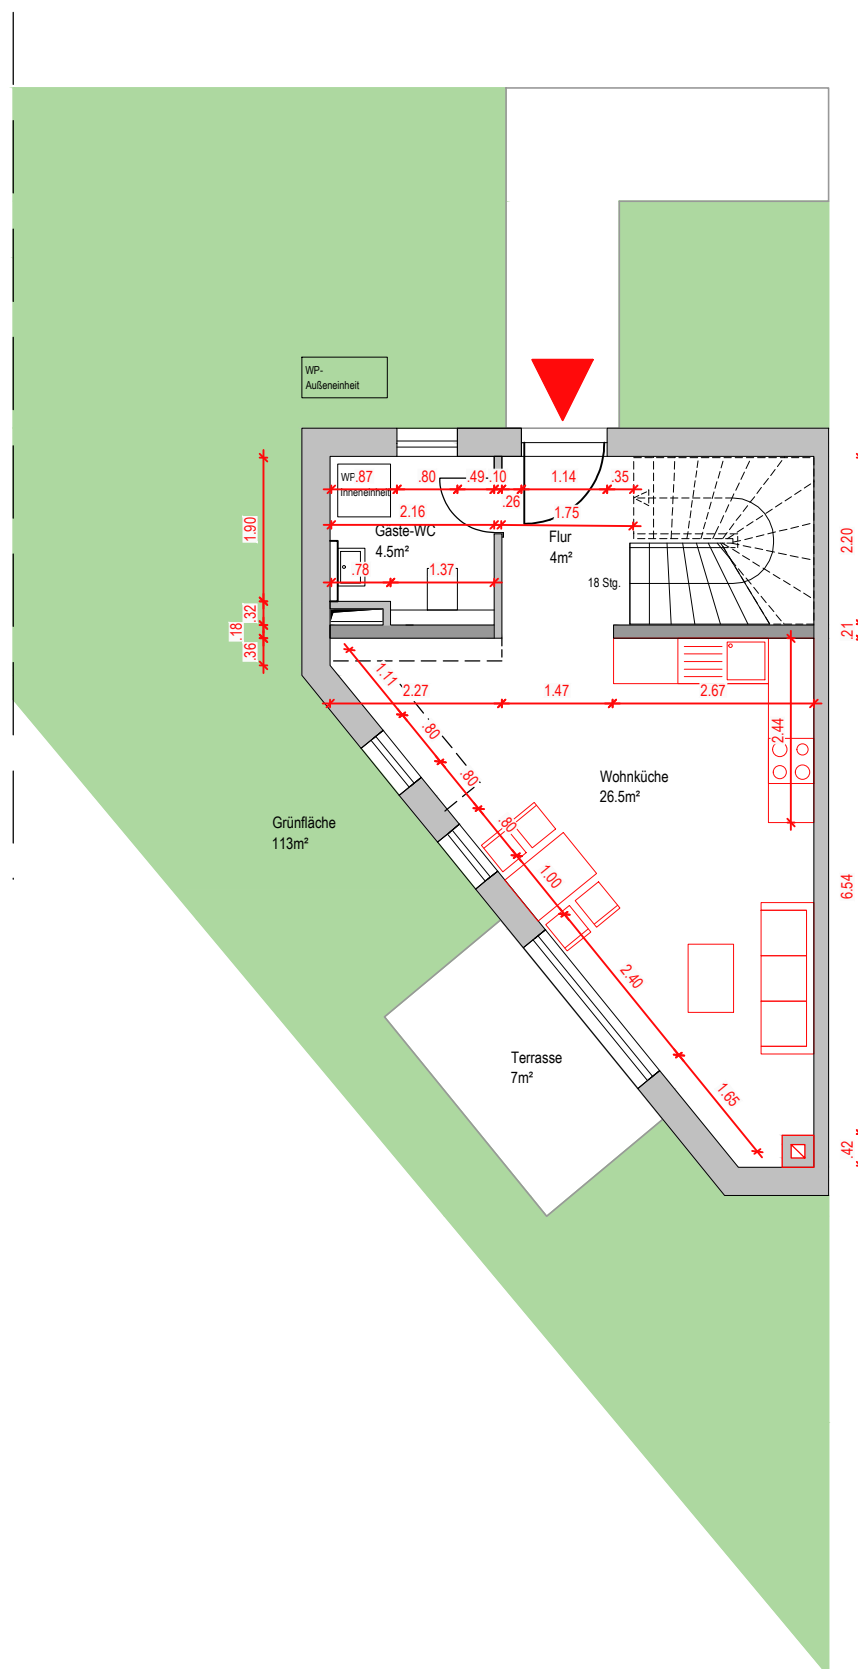 WP-
Außeneinheit
WP
Inneneinheit
.87
.80
.49
.10
1.14
.35
.26
2.16
1.75
Gäste-WC
4.5m²
Flur
4m²
1.90
2.20
.78
1.37
18 Stg.
.32
.18
.21
.36
1.11
2.27
1.47
2.67
.80
2.44
.80
Wohnküche
26.5m²
.80
Grünfläche
113m²
1.00
6.54
2.40
Terrasse
7m²
1.65
.42